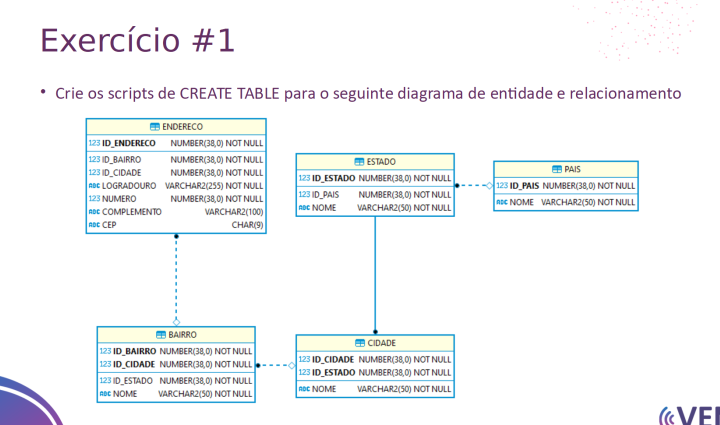 Exercício #1
• Crie os scripts de CREATE TABLE para o seguinte diagrama de entidade e relacionamento
ENDERECO
123 ID_ENDERECO NUMBER(38,0) NOT NULL
123 ID_BAIRRO NUMBER(38,0) NOT NULL
123 ID_CIDADE NUMBER(38,0) NOT NULL
ABC LOGRADOURO VARCHAR2(255) NOT NULL
123 NUMERO NUMBER(38,0) NOT NULL
ABC COMPLEMENTO VARCHAR2(100)
ABC CEP CHAR(9)
ESTADO
123 ID_ESTADO NUMBER(38,0) NOT NULL
123 ID_PAIS NUMBER(38,0) NOT NULL
ABC NOME VARCHAR2(50) NOT NULL
PAIS
123 ID_PAIS NUMBER(38,0) NOT NULL
ABC NOME VARCHAR2(50) NOT NULL
BAIRRO
123 ID_BAIRRO NUMBER(38,0) NOT NULL
123 ID_CIDADE NUMBER(38,0) NOT NULL
123 ID_ESTADO NUMBER(38,0) NOT NULL
ABC NOME VARCHAR2(50) NOT NULL
CIDADE
123 ID_CIDADE NUMBER(38,0) NOT NULL
123 ID_ESTADO NUMBER(38,0) NOT NULL
ABC NOME VARCHAR2(50) NOT NULL